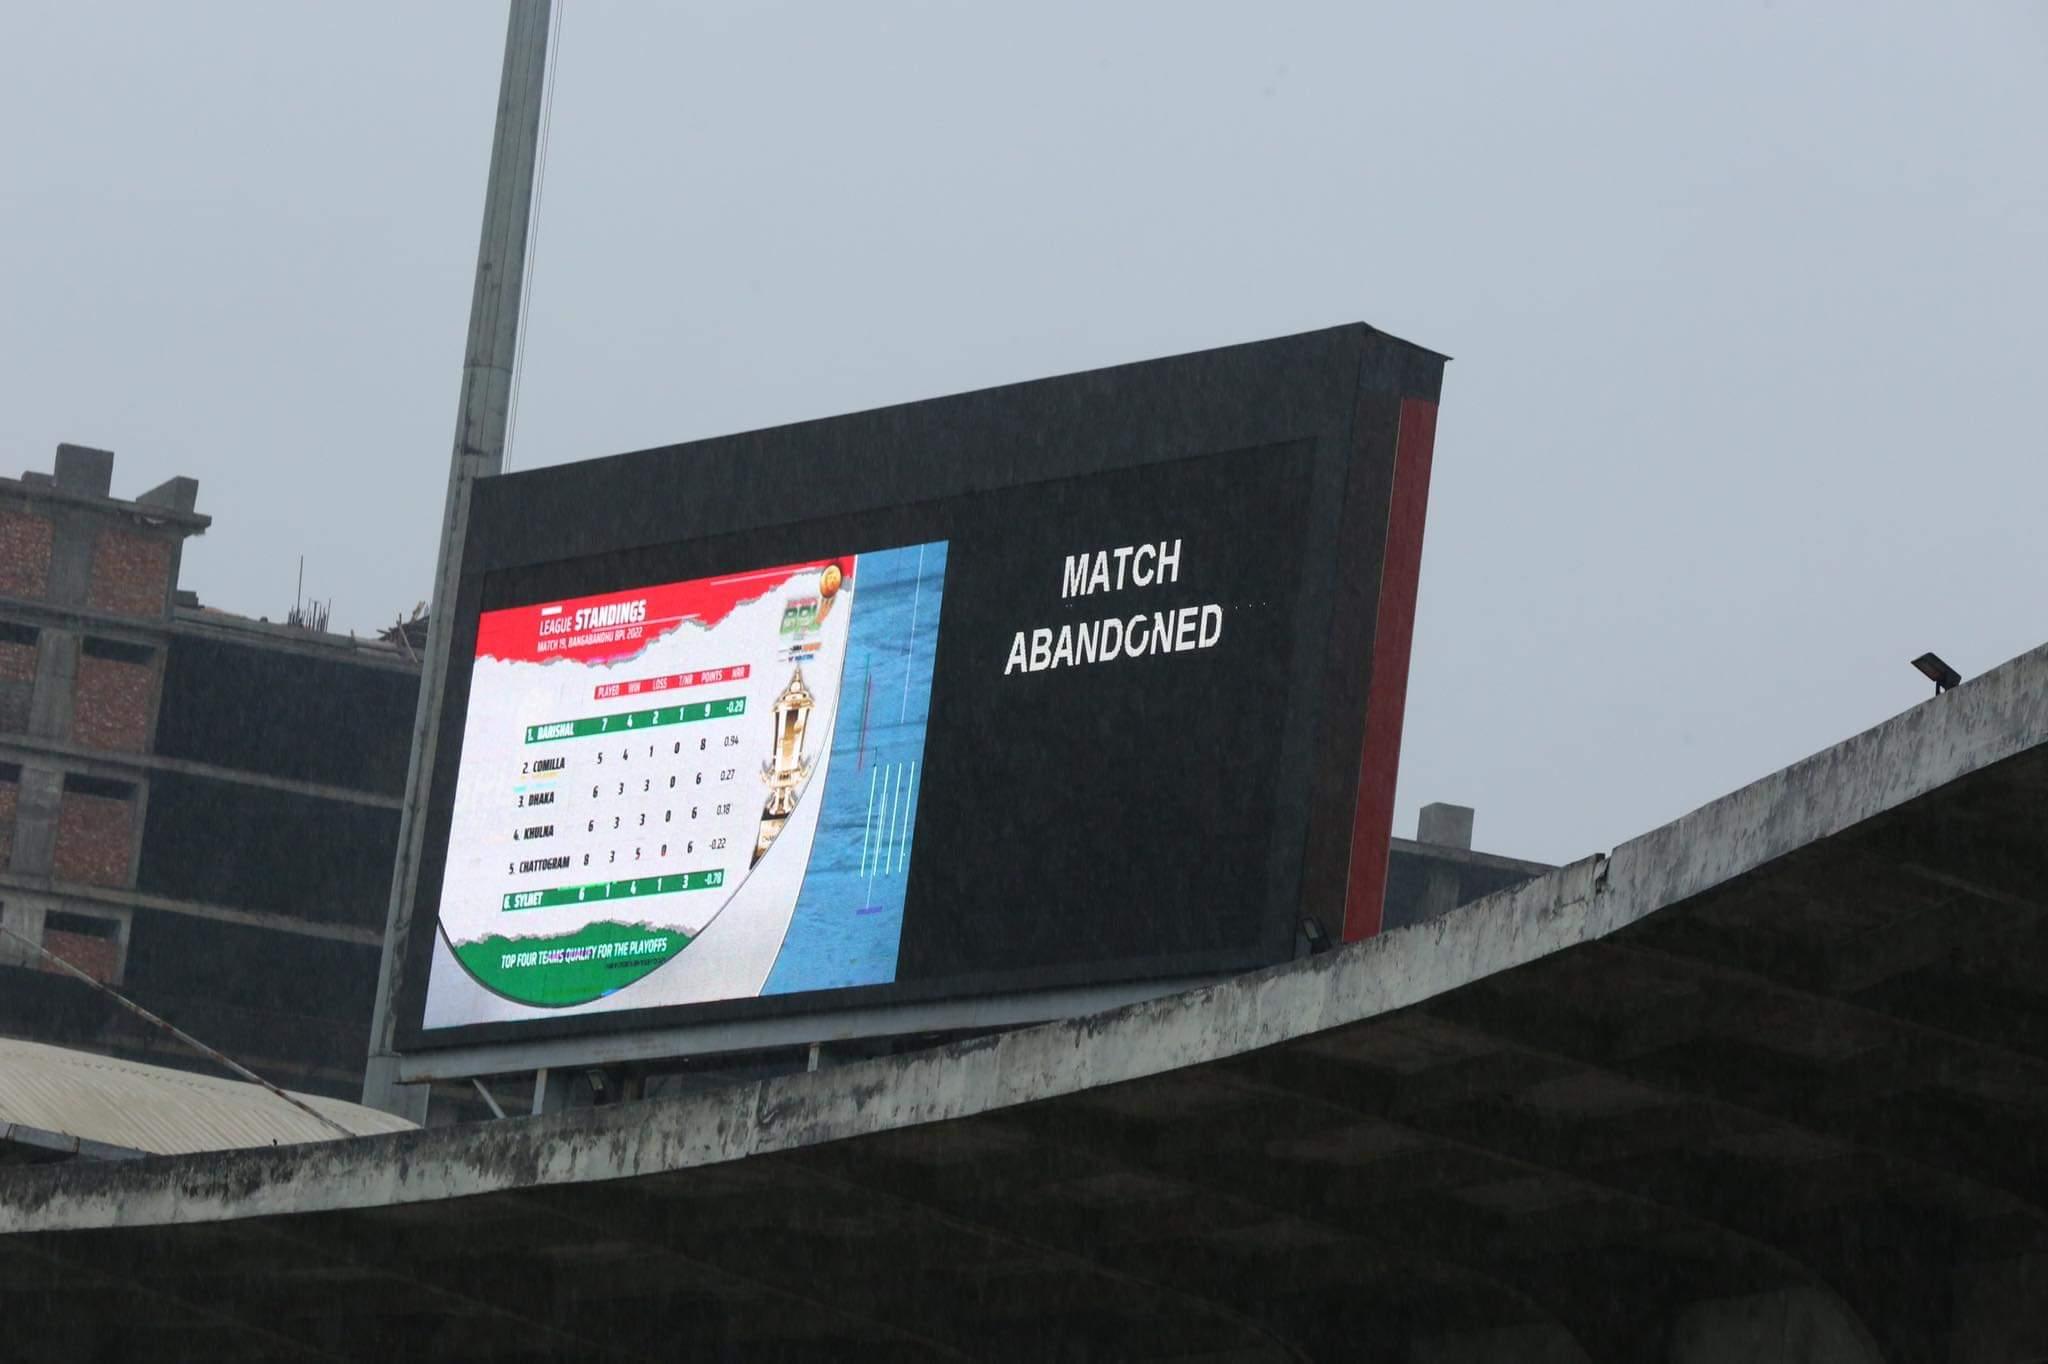 LEAGUE STANDINGS
MATCH 19, BANGABANDHU BPL 2022
PLAYED WIN LOSS T/NR POINTS NRR
1. BARISHAL 7 4 2 1 9 -0.29
2. COMILLA 5 4 1 0 8 0.94
3. DHAKA 6 3 3 0 6 0.27
4. KHULNA 6 3 3 0 6 0.18
5. CHATTOGRAM 8 3 5 0 6 -0.22
6. SYLHET 6 1 4 1 3 -0.78
TOP FOUR TEAMS QUALIFY FOR THE PLAYOFFS
BPL
MATCH
ABANDONED